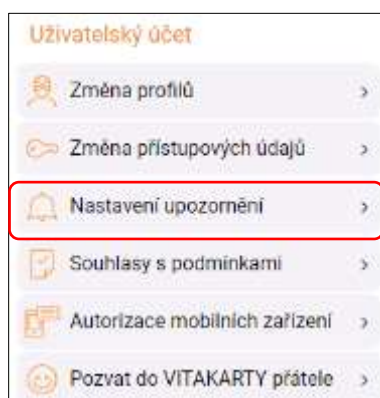 Uživatelský účet
Změna profilů
Změna přístupových údajů
Nastavení upozornění
Souhlasy s podmínkami
Autorizace mobilních zařízení
Pozvat do VITAKARTY přátele